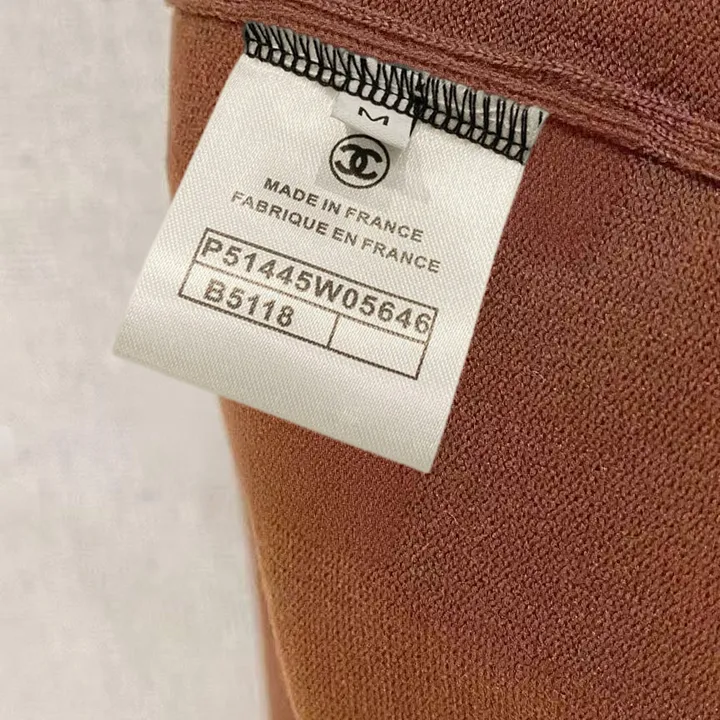 M
MADE IN FRANCE
FABRIQUE EN FRANCE
P51445W05646
B5118